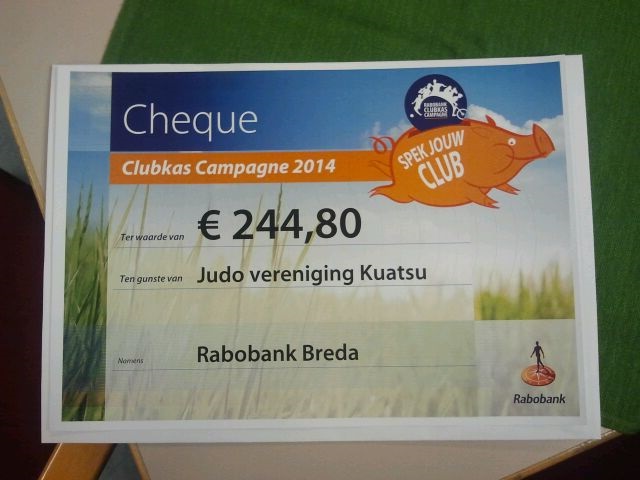 Cheque
RABOBANK
CLUBKAS
CAMPAGNE
SPEK JOUW
CLUB
Clubkas Campagne 2014
Ter waarde van € 244,80
Ten gunste van Judo vereniging Kuatsu
Namens Rabobank Breda
Rabobank